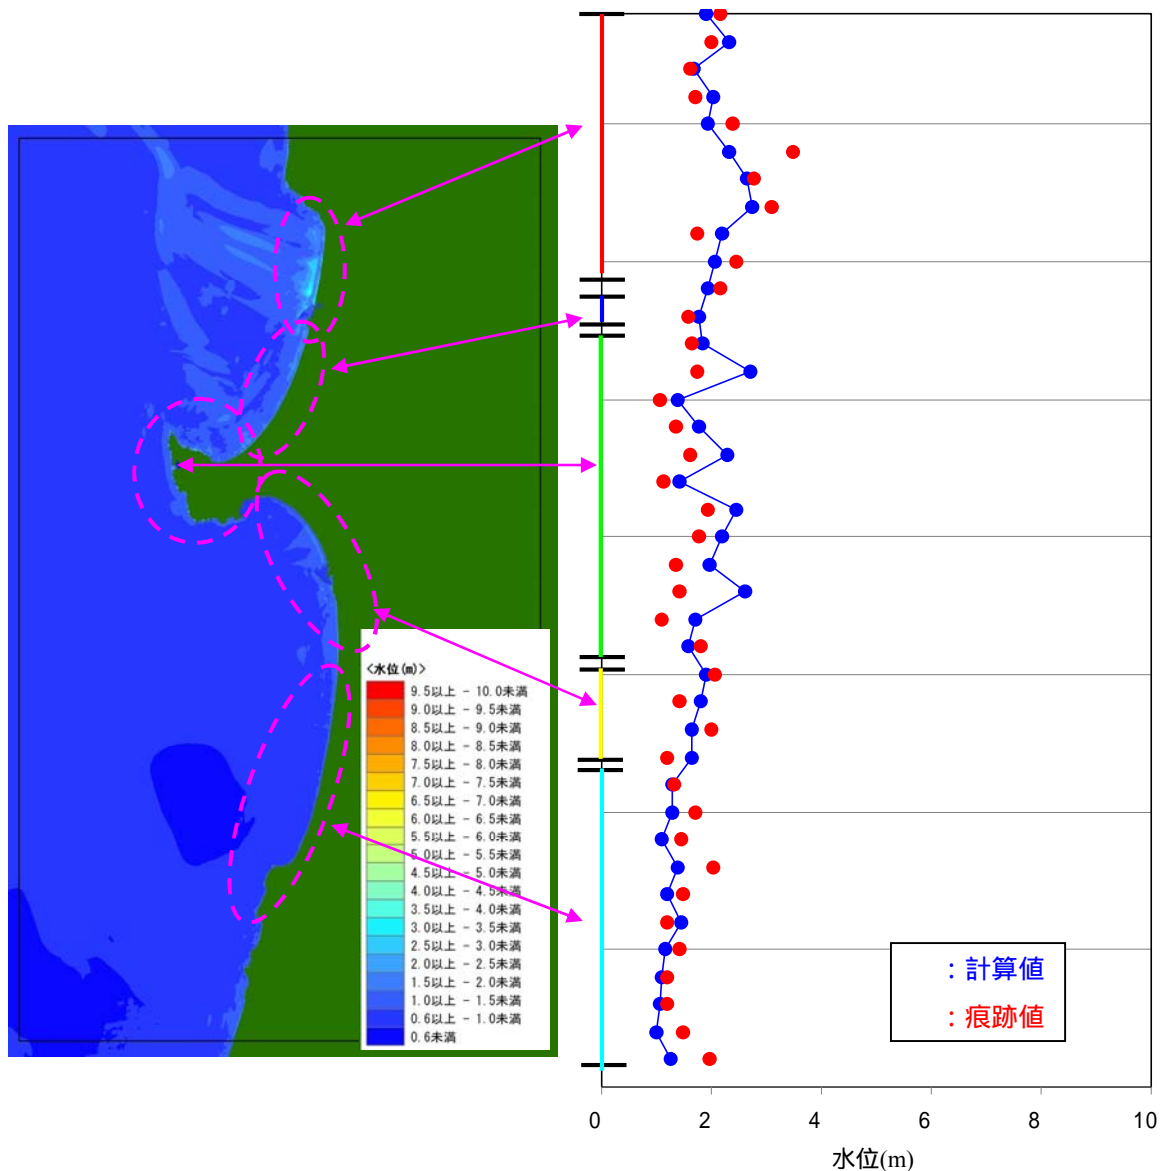 <水位(m)>
9.5以上 - 10.0未満
9.0以上 - 9.5未満
8.5以上 - 9.0未満
8.0以上 - 8.5未満
7.5以上 - 8.0未満
7.0以上 - 7.5未満
6.5以上 - 7.0未満
6.0以上 - 6.5未満
5.5以上 - 6.0未満
5.0以上 - 5.5未満
4.5以上 - 5.0未満
4.0以上 - 4.5未満
3.5以上 - 4.0未満
3.0以上 - 3.5未満
2.5以上 - 3.0未満
2.0以上 - 2.5未満
1.5以上 - 2.0未満
1.0以上 - 1.5未満
0.6以上 - 1.0未満
0.6未満
: 計算値
: 痕跡値
0 2 4 6 8 10
水位(m)